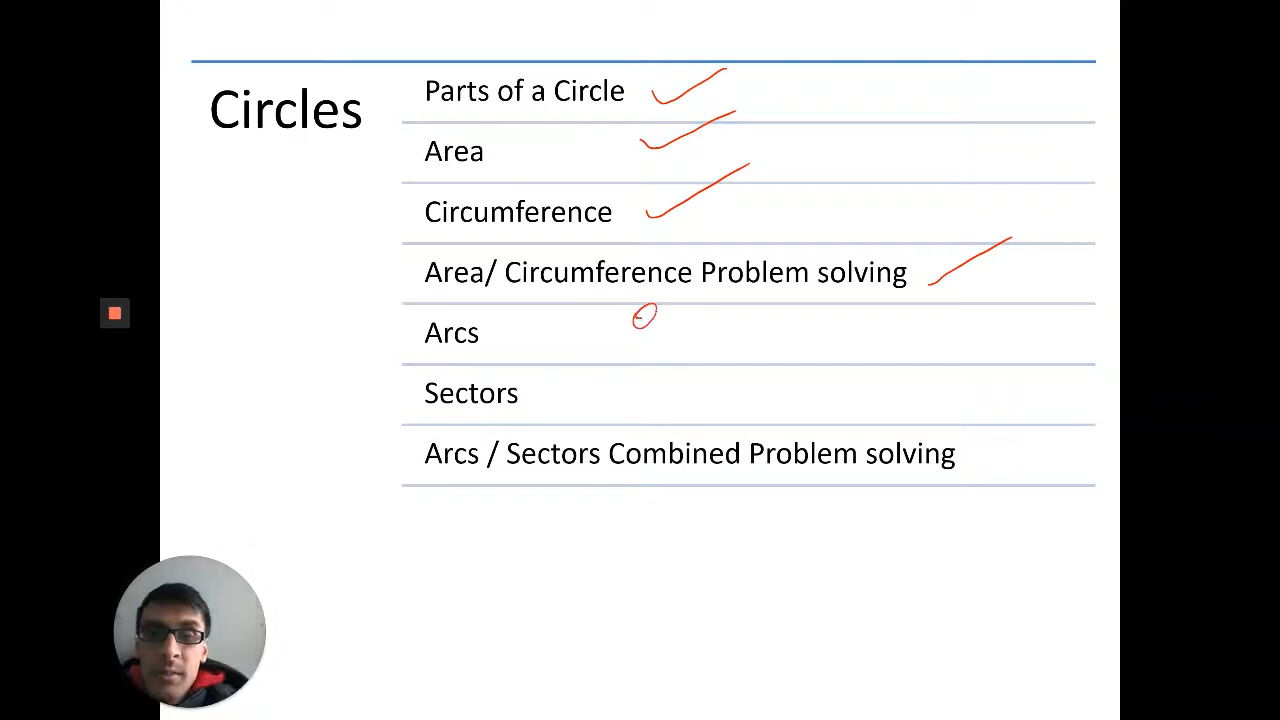 Circles
Parts of a Circle
Area
Circumference
Area/ Circumference Problem solving
Arcs
Sectors
Arcs / Sectors Combined Problem solving